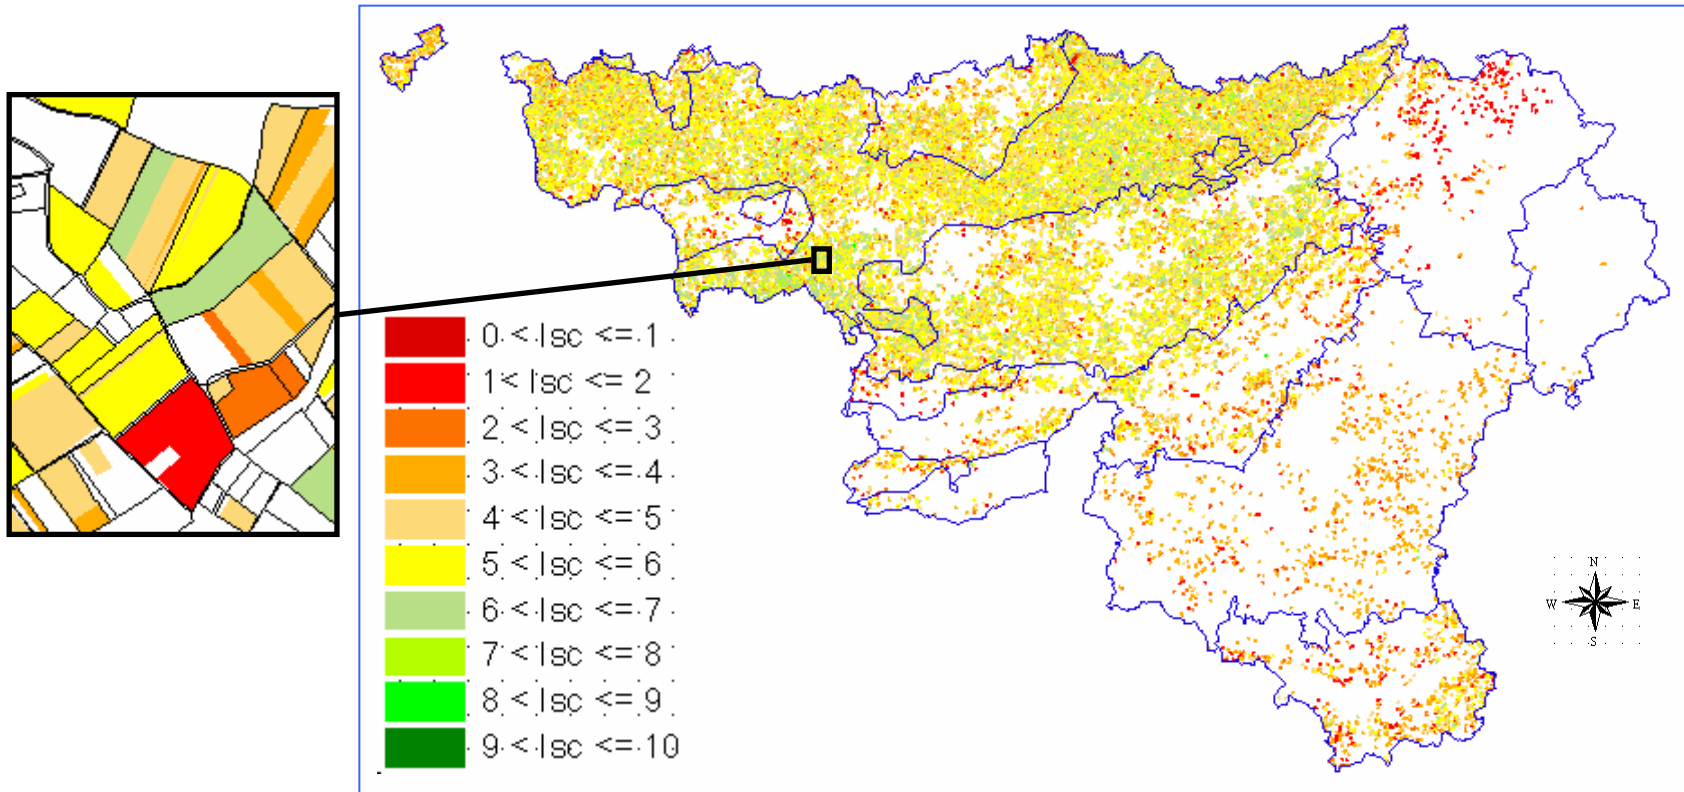 0 < Isc <= 1
1 < Isc <= 2
2 < Isc <= 3
3 < Isc <= 4
4 < Isc <= 5
5 < Isc <= 6
6 < Isc <= 7
7 < Isc <= 8
8 < Isc <= 9
9 < Isc <= 10
N
W E
S